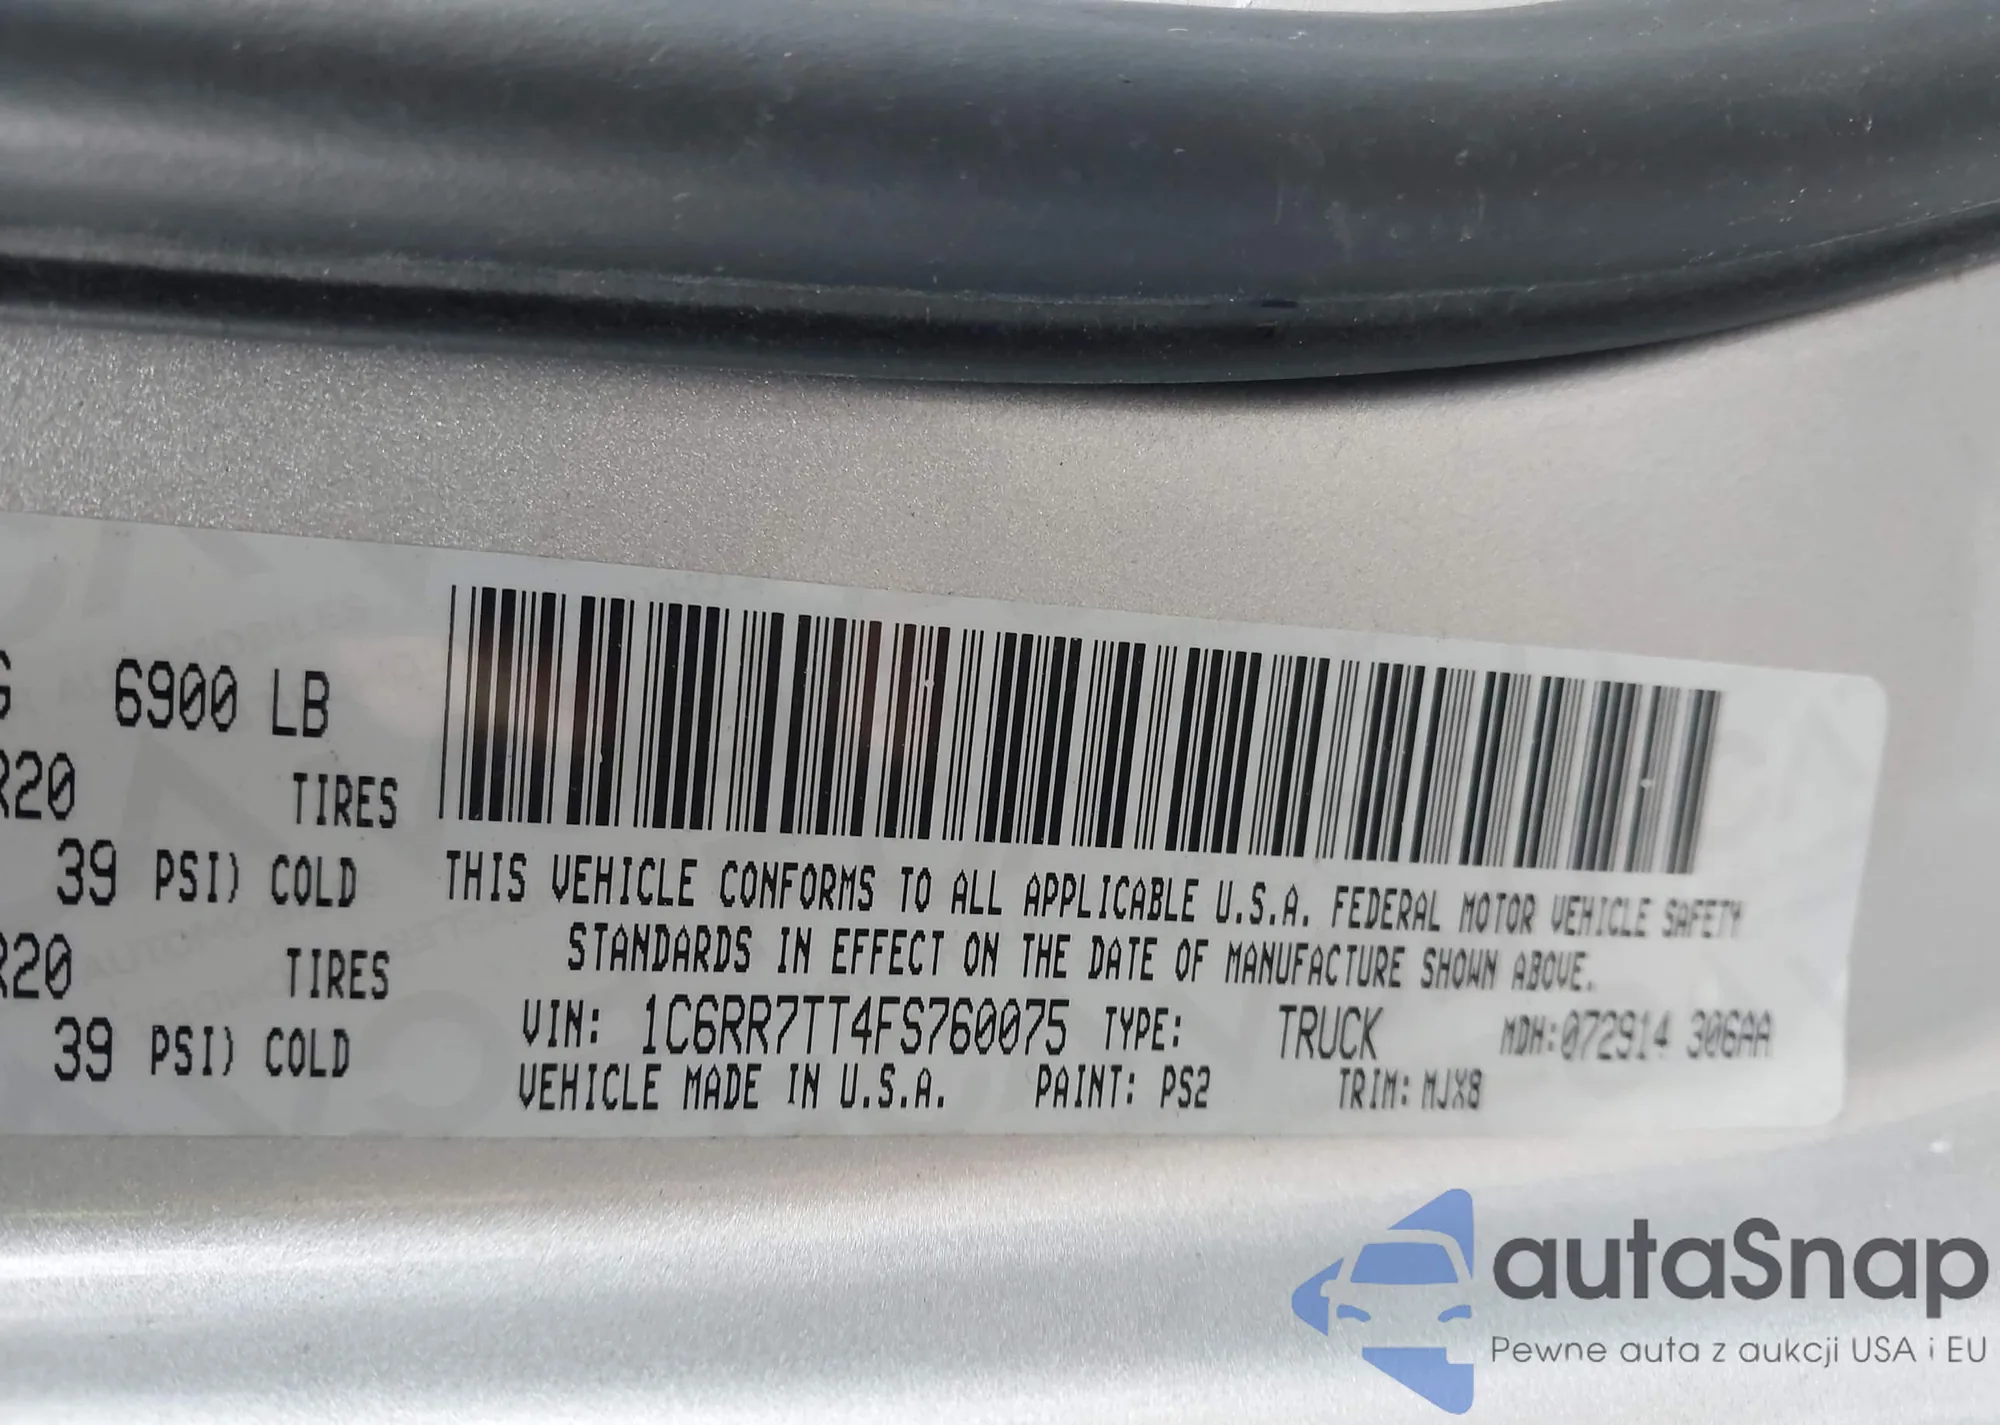 6900 LB
R20 TIRES
39 PSI) COLD
R20 TIRES
39 PSI) COLD
THIS VEHICLE CONFORMS TO ALL APPLICABLE U.S.A. FEDERAL MOTOR VEHICLE SAFETY
STANDARDS IN EFFECT ON THE DATE OF MANUFACTURE SHOWN ABOVE.
VIN: 1C6RR7TT4FS760075 TYPE: TRUCK MDH:072914 306AA
VEHICLE MADE IN U.S.A. PAINT: PS2 TRIM: MJX8
autaSnap
Pewne auta z aukcji USA i EU